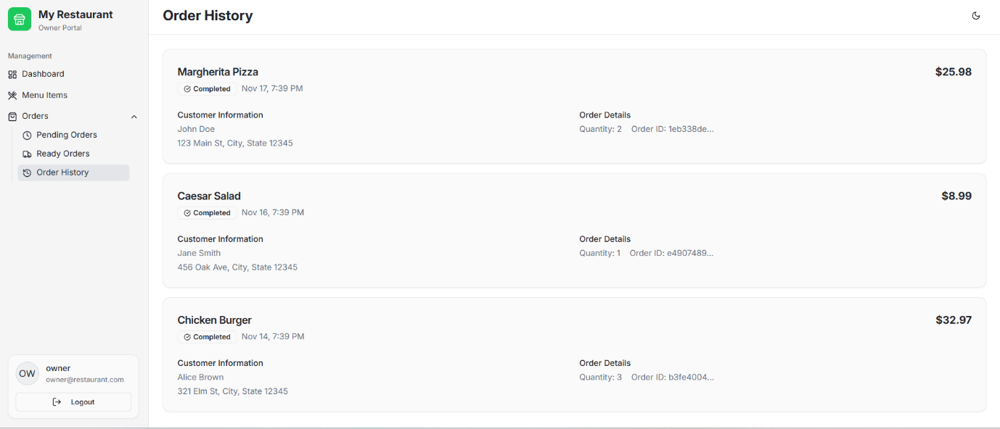 My Restaurant
Owner Portal
Management
Dashboard
Menu Items
Orders
Pending Orders
Ready Orders
Order History
OW
owner
owner@restaurant.com
Logout
Order History
Margherita Pizza
$25.98
Completed Nov 17, 7:39 PM
Customer Information
John Doe
123 Main St, City, State 12345
Order Details
Quantity: 2 Order ID: 1eb338de...
Caesar Salad
$8.99
Completed Nov 16, 7:39 PM
Customer Information
Jane Smith
456 Oak Ave, City, State 12345
Order Details
Quantity: 1 Order ID: e4907489...
Chicken Burger
$32.97
Completed Nov 14, 7:39 PM
Customer Information
Alice Brown
321 Elm St, City, State 12345
Order Details
Quantity: 3 Order ID: b3fe4004...